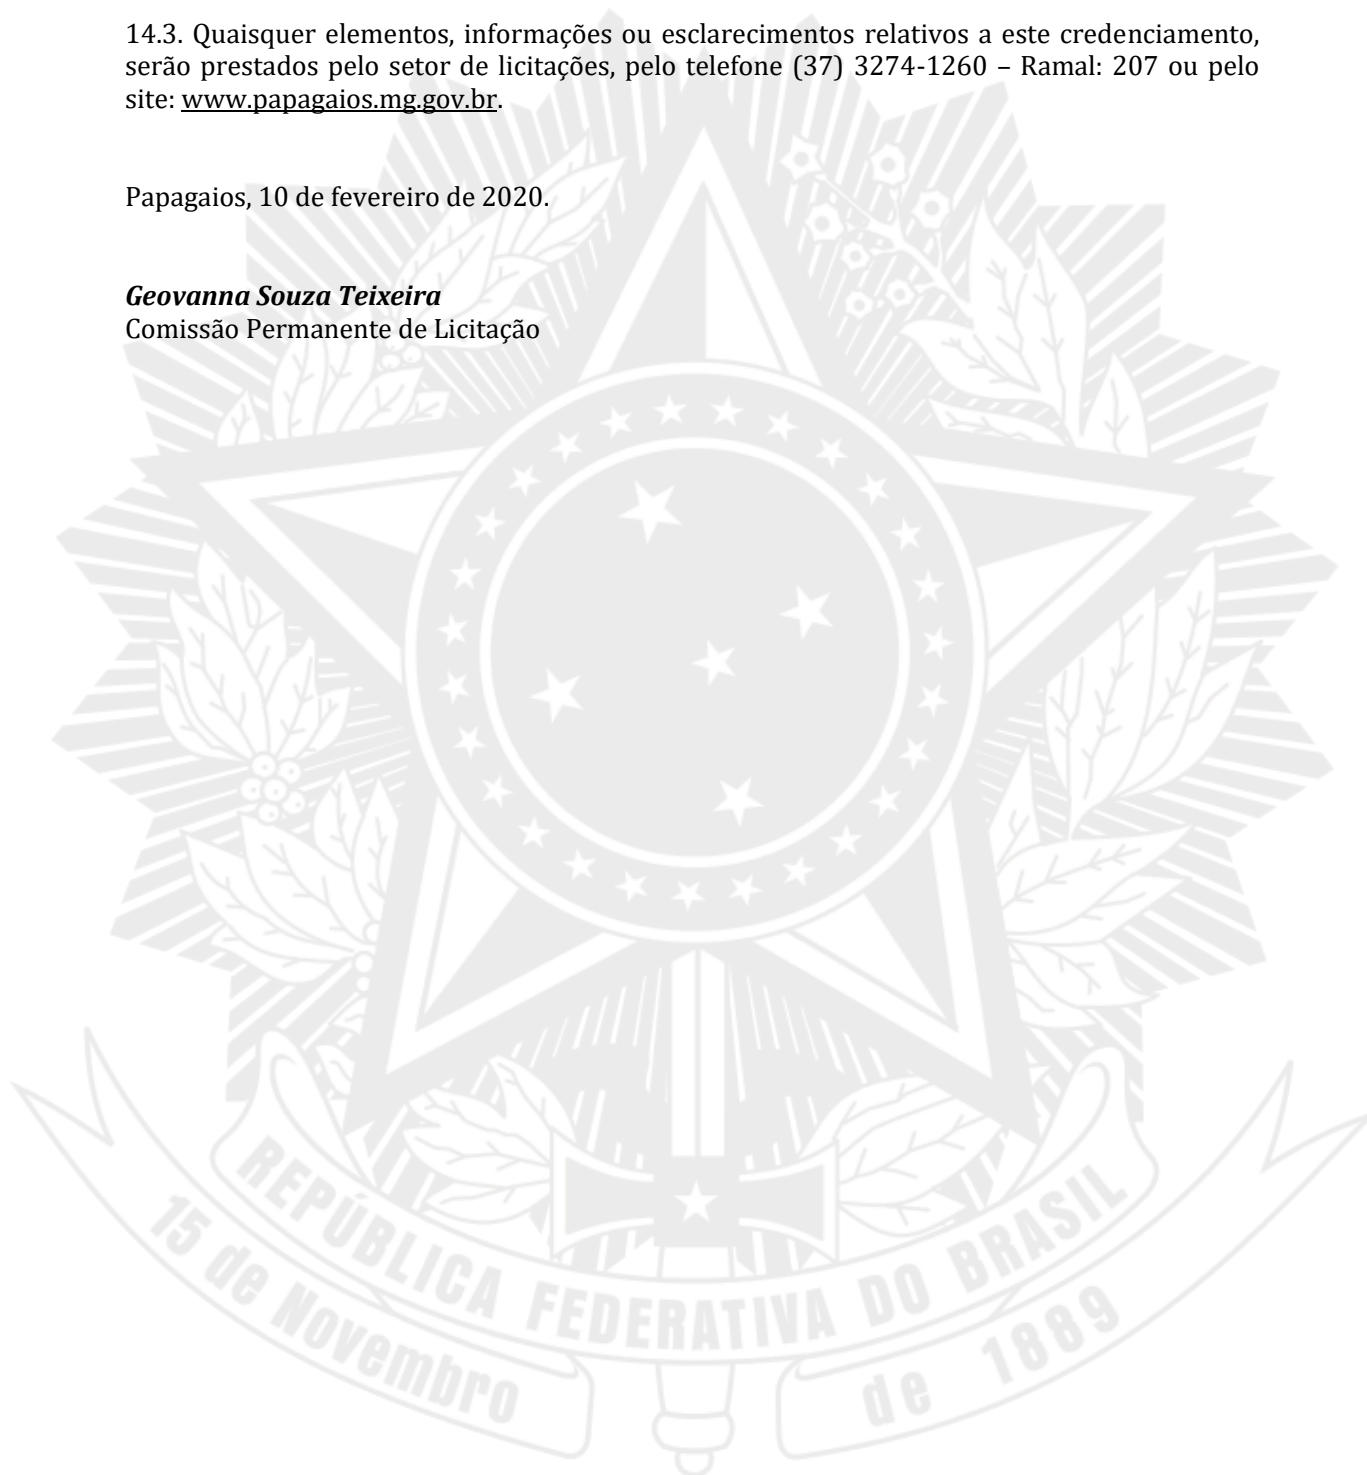 14.3. Quaisquer elementos, informações ou esclarecimentos relativos a este credenciamento,
serão prestados pelo setor de licitações, pelo telefone (37) 3274-1260 – Ramal: 207 ou pelo
site: www.papagaios.mg.gov.br.
Papagaios, 10 de fevereiro de 2020.
Geovanna Souza Teixeira
Comissão Permanente de Licitação
REPÚBLICA FEDERATIVA DO BRASIL
15 de Novembro de 1889